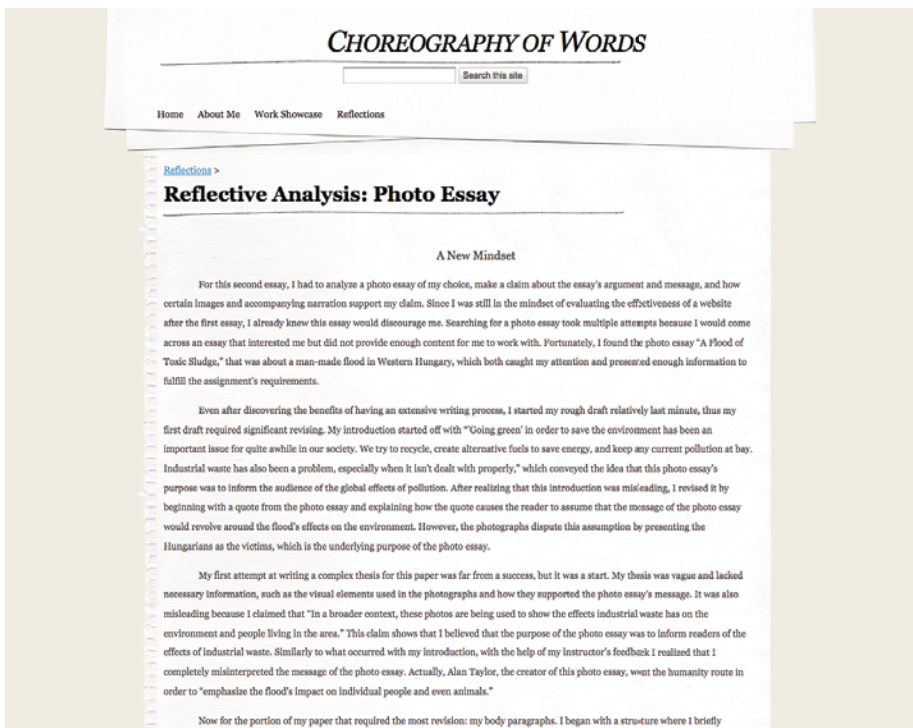 CHOREOGRAPHY OF WORDS
Search this site
Home About Me Work Showcase Reflections
Reflections >
Reflective Analysis: Photo Essay
A New Mindset
For this second essay, I had to analyze a photo essay of my choice, make a claim about the essay's argument and message, and how
certain images and accompanying narration support my claim. Since I was still in the mindset of evaluating the effectiveness of a website
after the first essay, I already knew this essay would discourage me. Searching for a photo essay took multiple attempts because I would come
across an essay that interested me but did not provide enough content for me to work with. Fortunately, I found the photo essay "A Flood of
Toxic Sludge," that was about a man-made flood in Western Hungary, which both caught my attention and presented enough information to
fulfill the assignment's requirements.
Even after discovering the benefits of having an extensive writing process, I started my rough draft relatively last minute, thus my
first draft required significant revising. My introduction started off with "'Going green' in order to save the environment has been an
important issue for quite awhile in our society. We try to recycle, create alternative fuels to save energy, and keep any current pollution at bay.
Industrial waste has also been a problem, especially when it isn't dealt with properly," which conveyed the idea that this photo essay's
purpose was to inform the audience of the global effects of pollution. After realizing that this introduction was misleading, I revised it by
beginning with a quote from the photo essay and explaining how the quote causes the reader to assume that the message of the photo essay
would revolve around the flood's effects on the environment. However, the photographs dispute this assumption by presenting the
Hungarians as the victims, which is the underlying purpose of the photo essay.
My first attempt at writing a complex thesis for this paper was far from a success, but it was a start. My thesis was vague and lacked
necessary information, such as the visual elements used in the photographs and how they supported the photo essay's message. It was also
misleading because I claimed that "In a broader context, these photos are being used to show the effects industrial waste has on the
environment and people living in the area." This claim shows that I believed that the purpose of the photo essay was to inform readers of the
effects of industrial waste. Similarly to what occurred with my introduction, with the help of my instructor's feedback I realized that I
completely misinterpreted the message of the photo essay. Actually, Alan Taylor, the creator of this photo essay, went the humanity route in
order to "emphasize the flood's impact on individual people and even animals."
Now for the portion of my paper that required the most revision: my body paragraphs. I began with a structure where I briefly